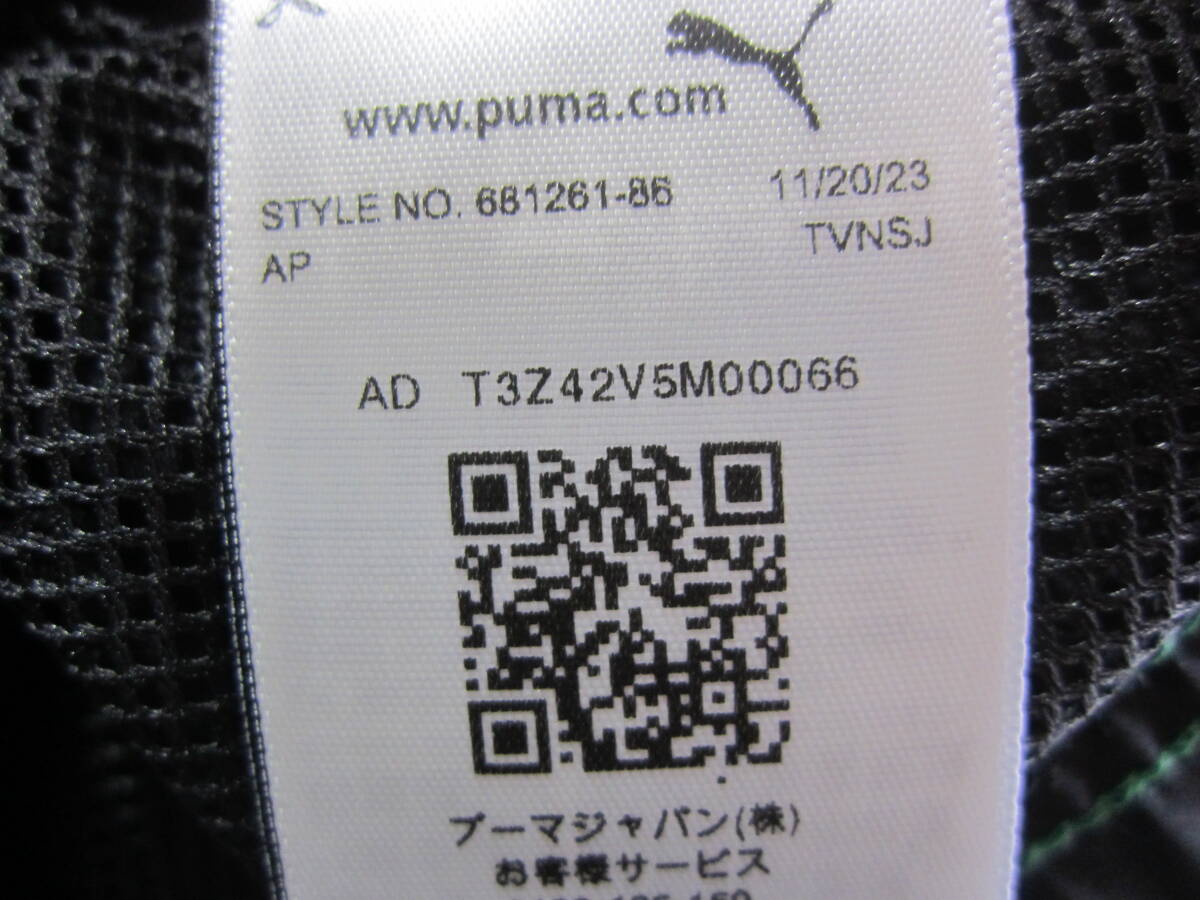 www.puma.com
STYLE NO. 681261-86 11/20/23
AP TVNSJ
AD T3Z42V5M00066
プーマジャパン(株)
お客様サービス